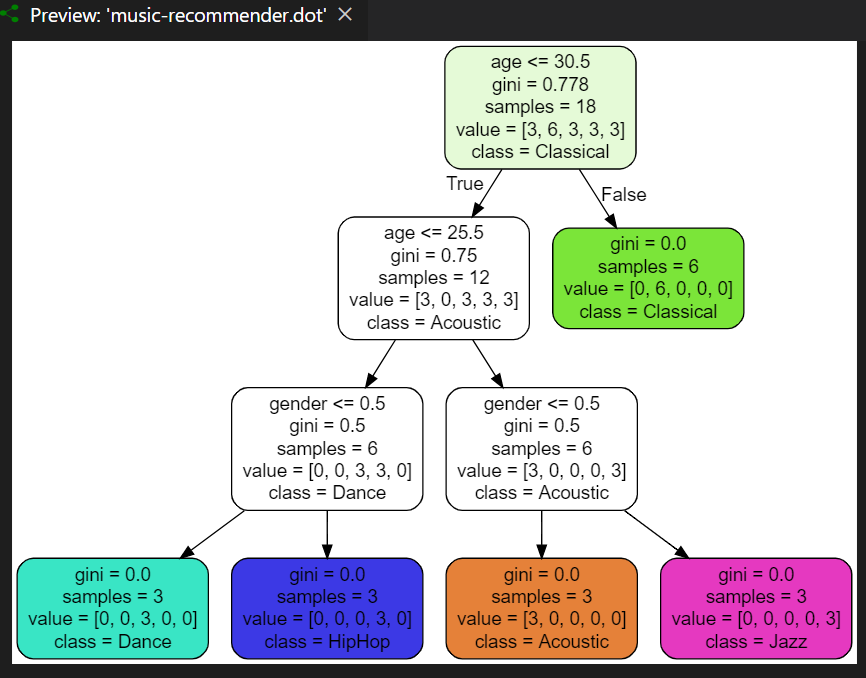 Preview: 'music-recommender.dot'
age <= 30.5
gini = 0.778
samples = 18
value = [3, 6, 3, 3, 3]
class = Classical
True
False
age <= 25.5
gini = 0.75
samples = 12
value = [3, 0, 3, 3, 3]
class = Acoustic
gini = 0.0
samples = 6
value = [0, 6, 0, 0, 0]
class = Classical
gender <= 0.5
gini = 0.5
samples = 6
value = [0, 0, 3, 3, 0]
class = Dance
gender <= 0.5
gini = 0.5
samples = 6
value = [3, 0, 0, 0, 3]
class = Acoustic
gini = 0.0
samples = 3
value = [0, 0, 3, 0, 0]
class = Dance
gini = 0.0
samples = 3
value = [0, 0, 0, 3, 0]
class = HipHop
gini = 0.0
samples = 3
value = [3, 0, 0, 0, 0]
class = Acoustic
gini = 0.0
samples = 3
value = [0, 0, 0, 0, 3]
class = Jazz